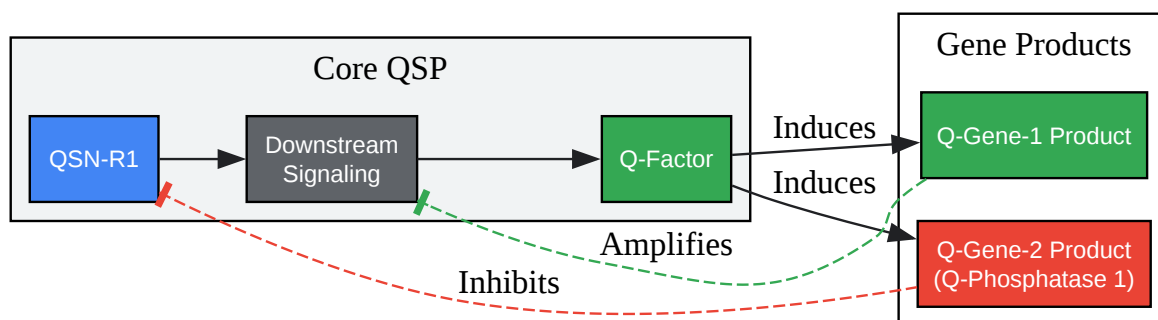 Gene Products
Core QSP
QSN-R1
Downstream
Signaling
Q-Factor
Induces
Induces
Q-Gene-1 Product
Q-Gene-2 Product
(Q-Phosphatase 1)
Amplifies
Inhibits